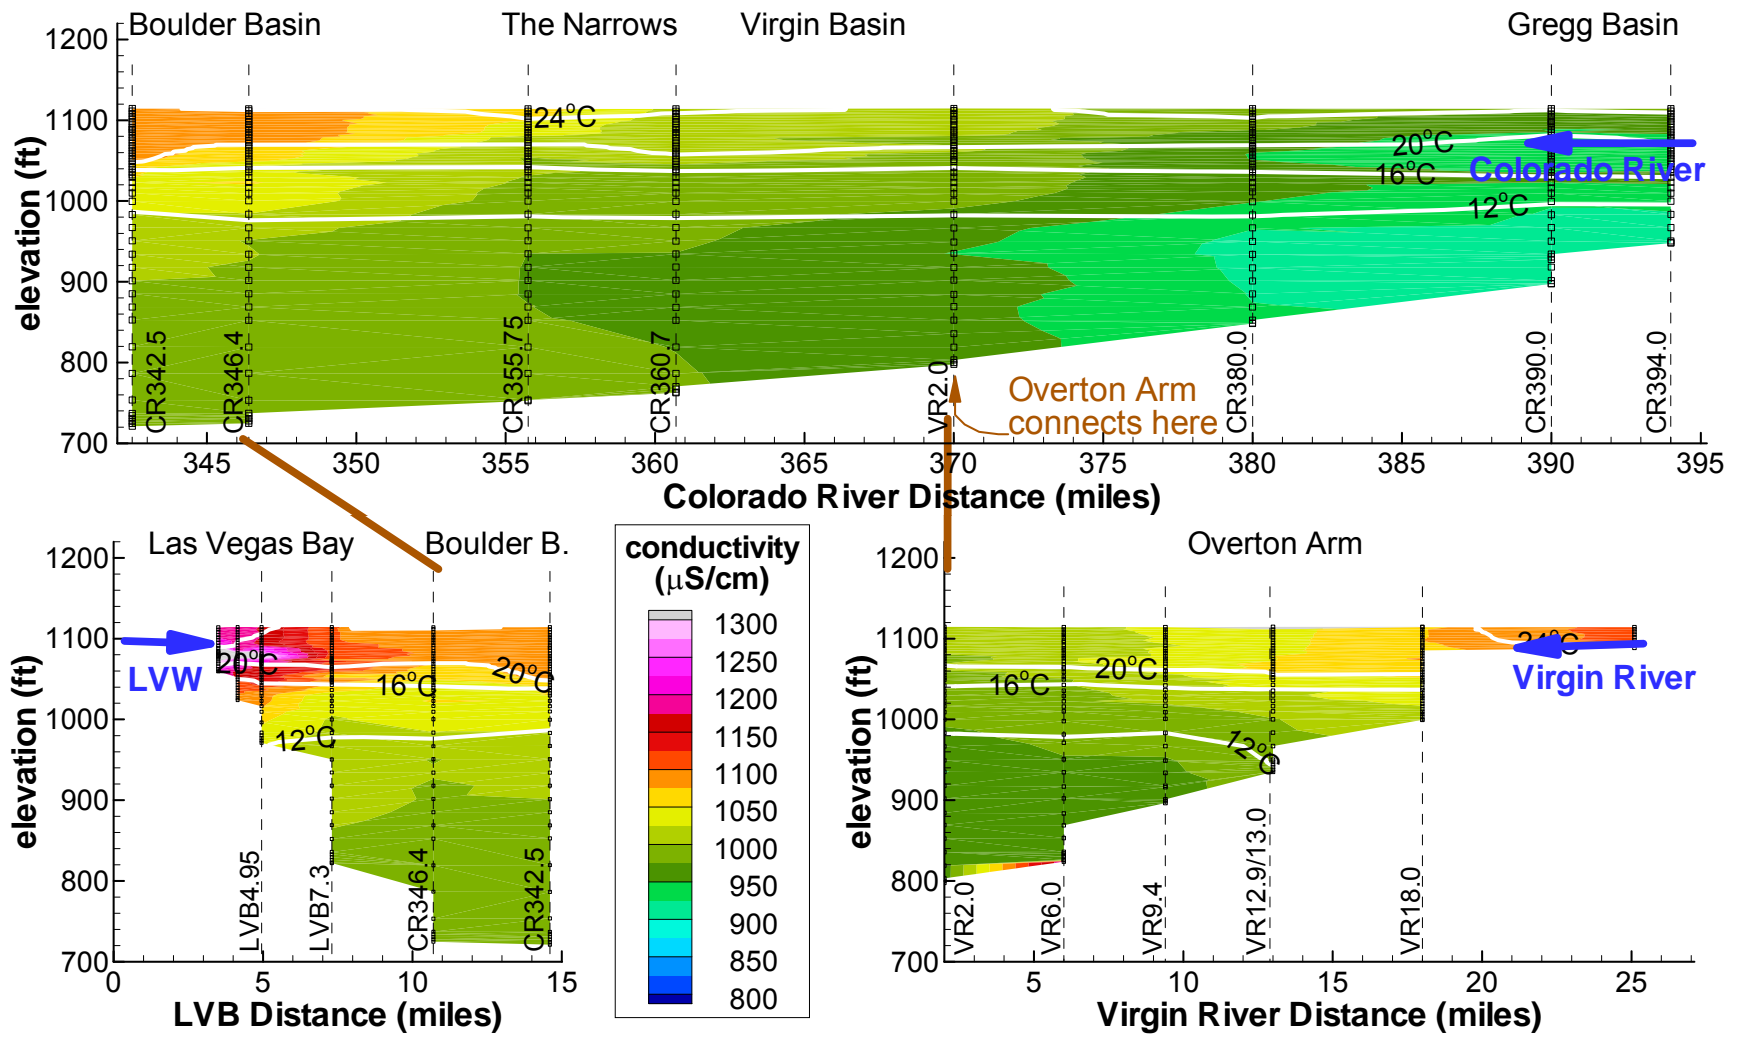 Boulder Basin The Narrows Virgin Basin Gregg Basin
1200
1100
1000
900
800
700
elevation (ft)
24°C
20°C
16°C
12°C
Colorado River
CR342.5
CR346.4
CR355.75
CR360.7
VR2.0
CR380.0
CR390.0
CR394.0
Overton Arm
connects here
345 350 355 360 365 370 375 380 385 390 395
Colorado River Distance (miles)
Las Vegas Bay Boulder B.
1200
1100
1000
900
800
700
elevation (ft)
LVW
20°C
20°C
16°C
12°C
LVB4.95
LVB7.3
CR346.4
CR342.5
0 5 10 15
LVB Distance (miles)
conductivity
(µS/cm)
1300
1250
1200
1150
1100
1050
1000
950
900
850
800
Overton Arm
1200
1100
1000
900
800
700
elevation (ft)
24°C
20°C
16°C
12°C
Virgin River
VR2.0
VR6.0
VR9.4
VR12.9/13.0
VR18.0
5 10 15 20 25
Virgin River Distance (miles)